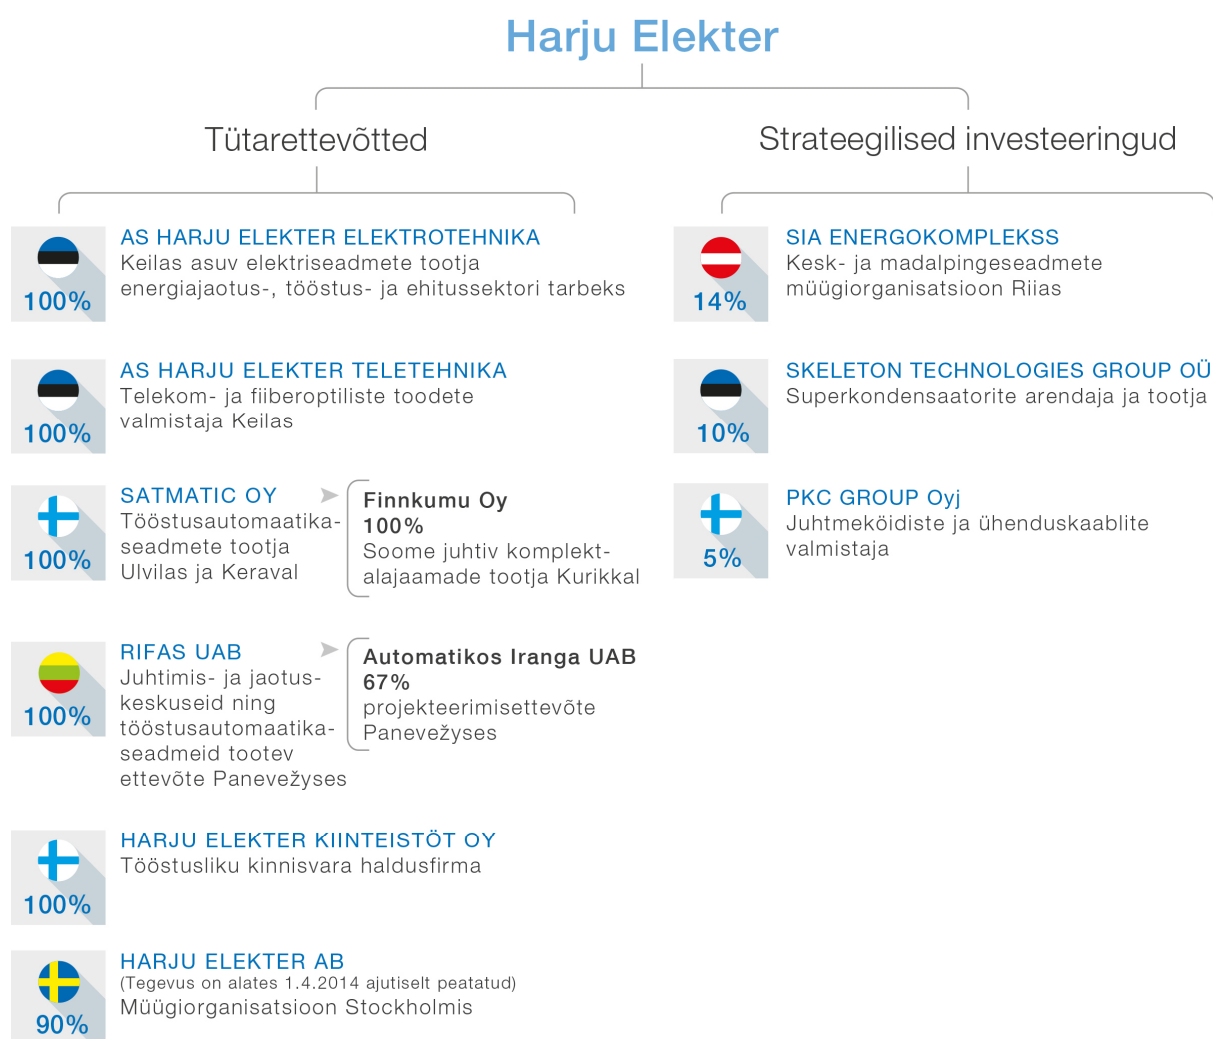 Harju Elekter
Tütarettevõtted
100%
AS HARJU ELEKTER ELEKTROTEHNIKA
Keilas asuv elektriseadmete tootja
energiajaotus-, tööstus- ja ehitussektori tarbeks
100%
AS HARJU ELEKTER TELETEHNIKA
Telekom- ja fiiberoptiliste toodete
valmistaja Keilas
100%
SATMATIC OY
Tööstusautomaatika-
seadmete tootja
Ulvilas ja Keraval
Finnkumu Oy
100%
Soome juhtiv komplekt-
alajaamade tootja Kurikkal
100%
RIFAS UAB
Juhtimis- ja jaotus-
keskuseid ning
tööstusautomaatika-
seadmeid tootev
ettevõte Panevežyses
Automatikos Iranga UAB
67%
projekteerimisettevõte
Panevežyses
100%
HARJU ELEKTER KIINTEISTÖT OY
Tööstusliku kinnisvara haldusfirma
90%
HARJU ELEKTER AB
(Tegevus on alates 1.4.2014 ajutiselt peatatud)
Müügiorganisatsioon Stockholmis
Strateegilised investeeringud
14%
SIA ENERGOKOMPLEKSS
Kesk- ja madalpingeseadmete
müügiorganisatsioon Riias
10%
SKELETON TECHNOLOGIES GROUP OÜ
Superkondensaatorite arendaja ja tootja
5%
PKC GROUP Oyj
Juhtmeköidiste ja ühenduskaablite
valmistaja